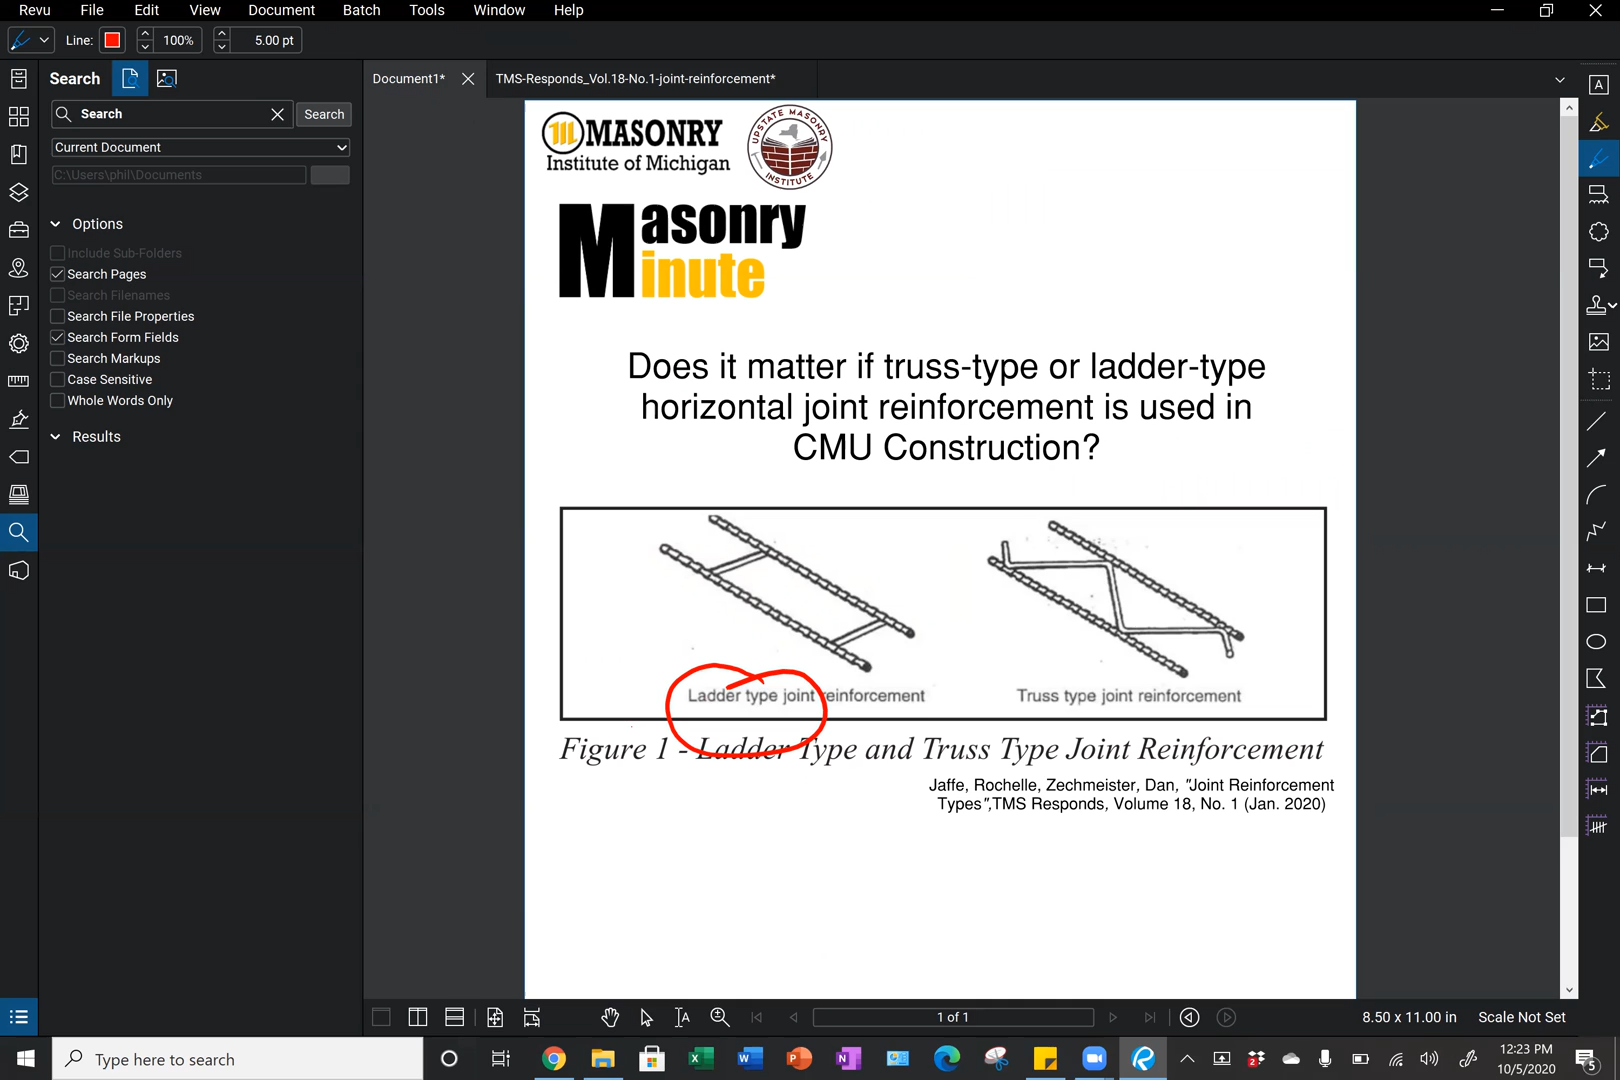 Revu File Edit View Document Batch Tools Window Help
Line: 100% 5.00 pt
Search
Document1* TMS-Responds_Vol.18-No.1-joint-reinforcement*
Search Search
Current Document
C:\Users\phil\Documents
Options
Include Sub-Folders
Search Pages
Search Filenames
Search File Properties
Search Form Fields
Search Markups
Case Sensitive
Whole Words Only
Results
MASONRY
Institute of Michigan
UPSTATE MASONRY
INSTITUTE
Masonry
Minute
Does it matter if truss-type or ladder-type
horizontal joint reinforcement is used in
CMU Construction?
Ladder type joint reinforcement Truss type joint reinforcement
Figure 1 - Ladder Type and Truss Type Joint Reinforcement
Jaffe, Rochelle, Zechmeister, Dan, "Joint Reinforcement
Types",TMS Responds, Volume 18, No. 1 (Jan. 2020)
1 of 1 8.50 x 11.00 in Scale Not Set
Type here to search
12:23 PM
10/5/2020
5
2